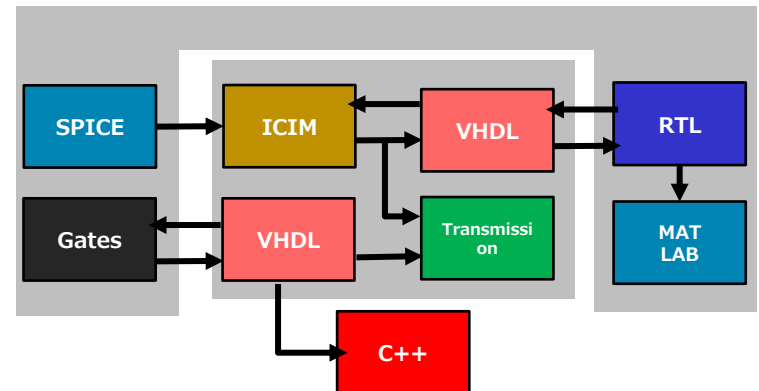 SPICE
ICIM
VHDL
RTL
Gates
VHDL
Transmissi
on
MAT
LAB
C++